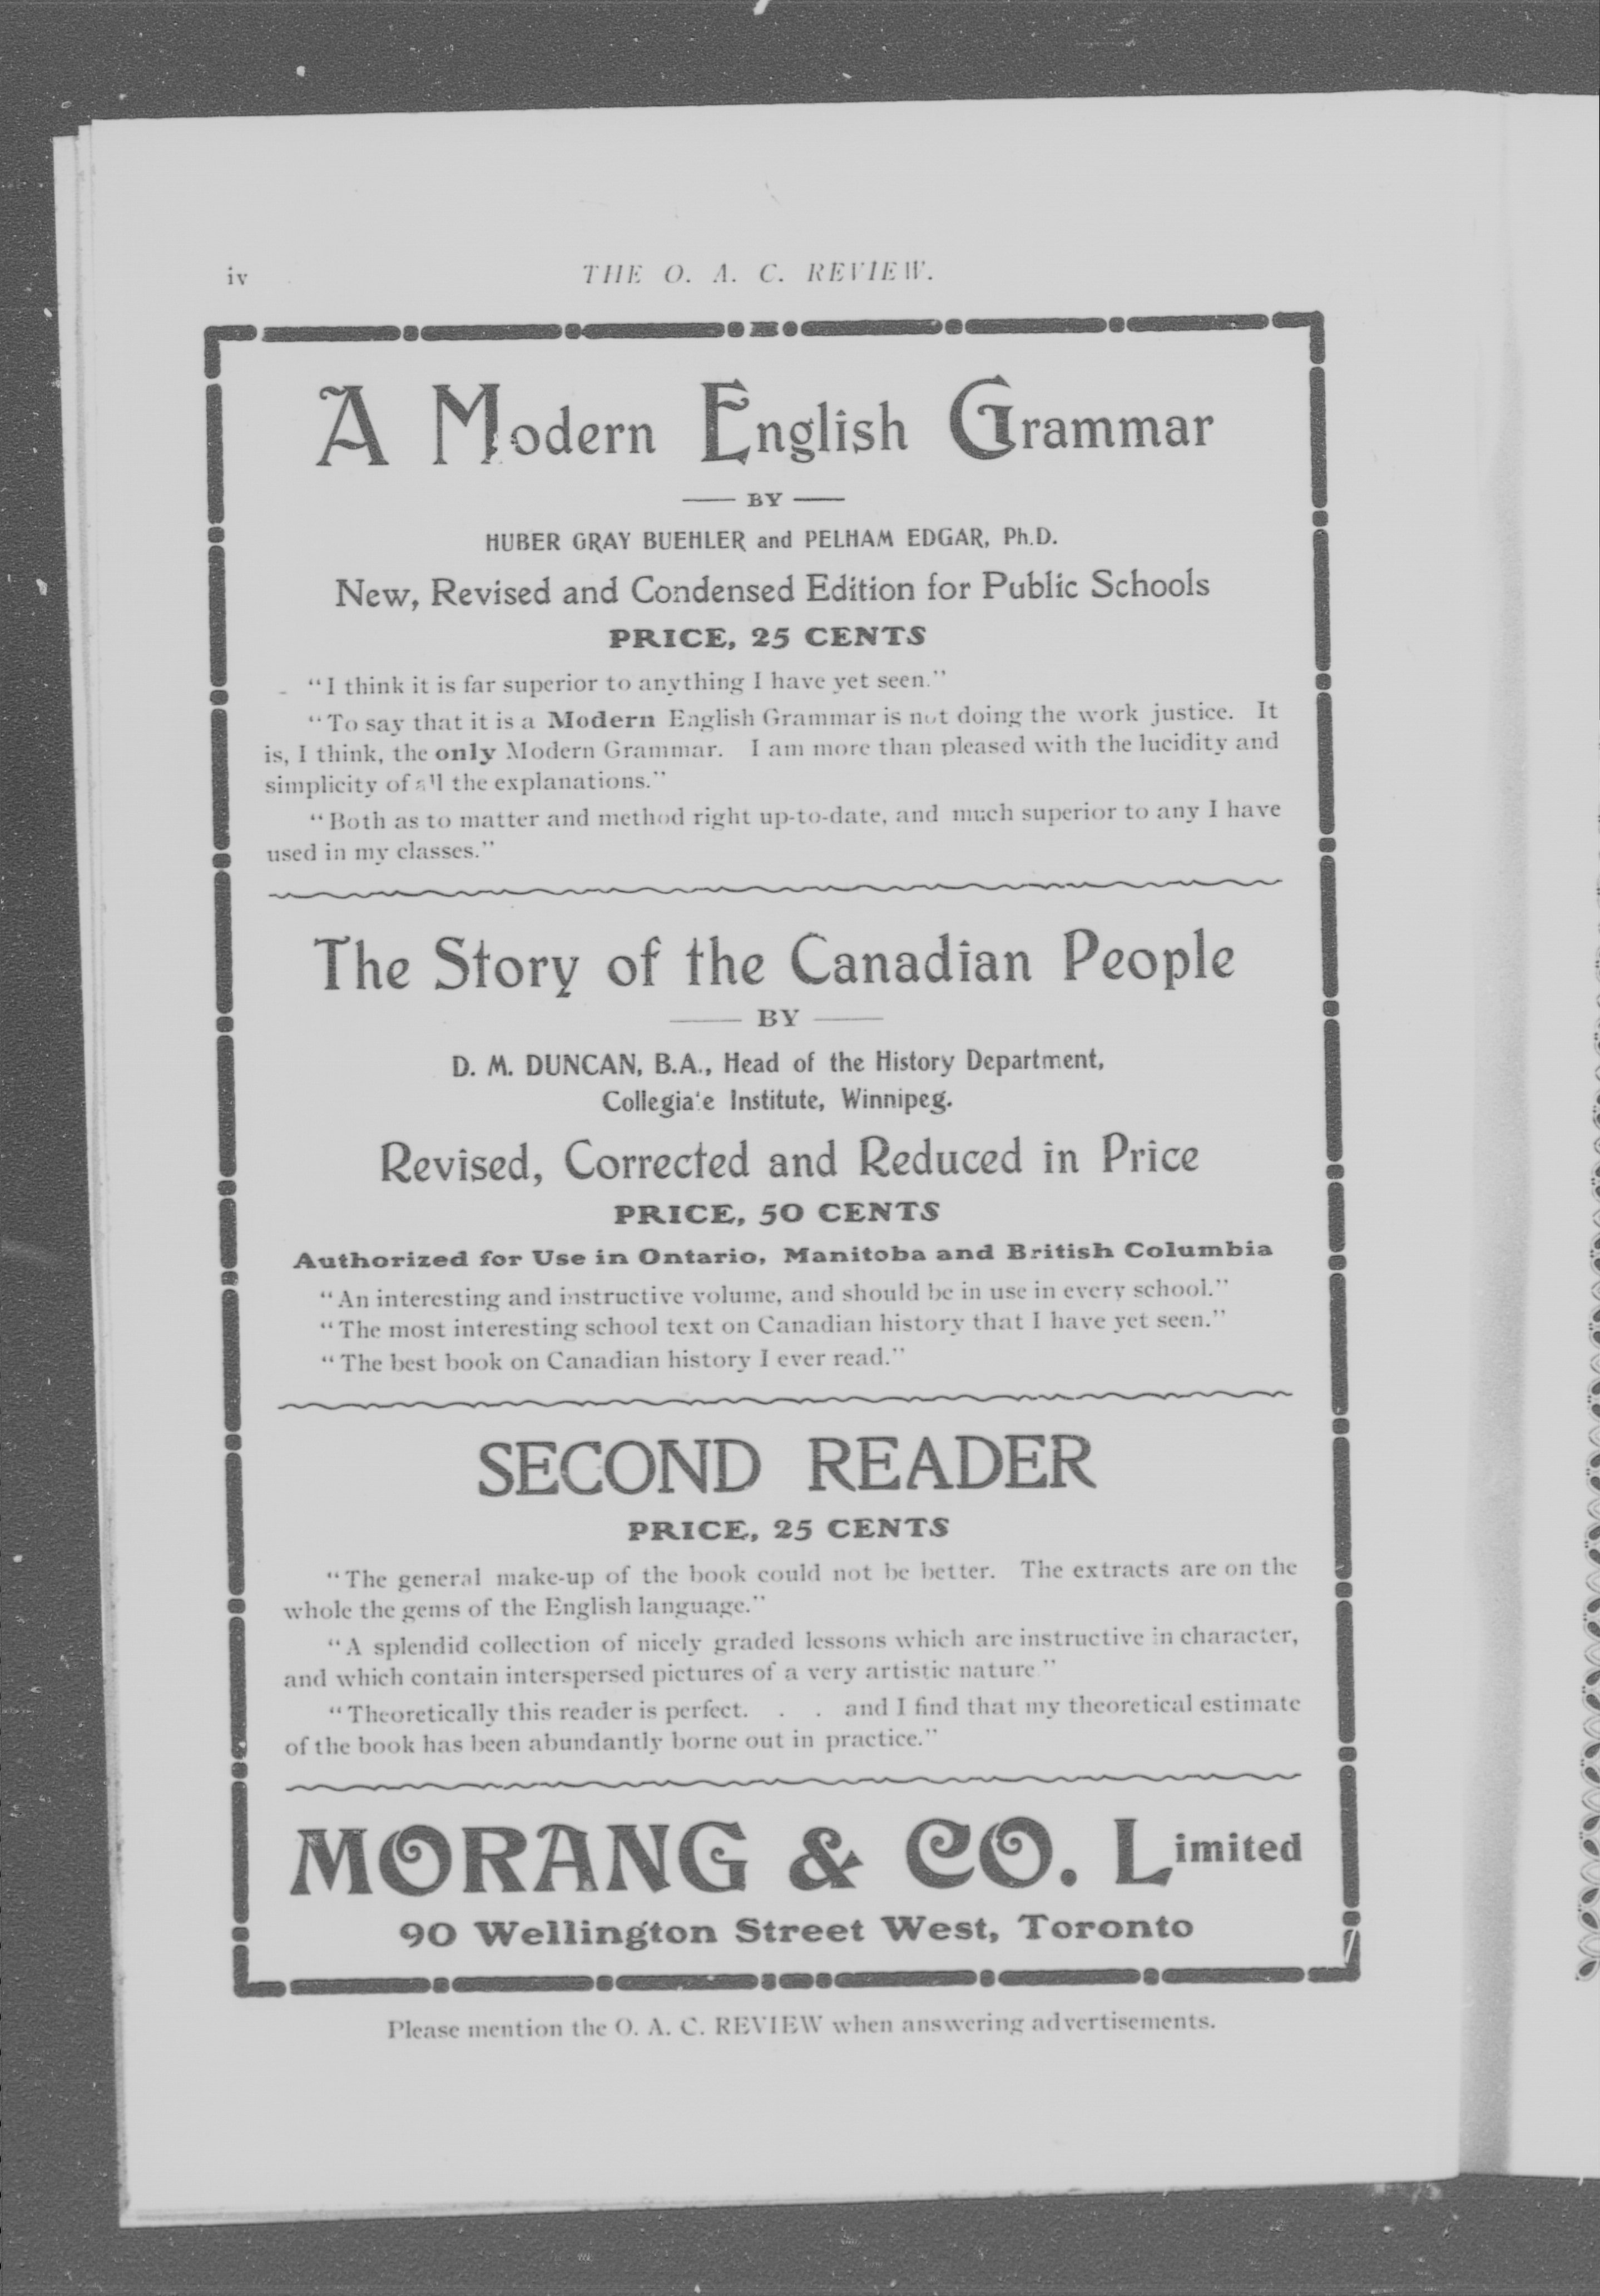 iv
THE O. A. C. REVIEW.
A Modern English Grammar
— BY —
HUBER GRAY BUEHLER and PELHAM EDGAR, Ph.D.
New, Revised and Condensed Edition for Public Schools
PRICE, 25 CENTS
“I think it is far superior to anything I have yet seen.”
“To say that it is a Modern English Grammar is not doing the work justice. It
is, I think, the only Modern Grammar. I am more than pleased with the lucidity and
simplicity of all the explanations.”
“Both as to matter and method right up-to-date, and much superior to any I have
used in my classes.”
The Story of the Canadian People
— BY —
D. M. DUNCAN, B.A., Head of the History Department,
Collegiate Institute, Winnipeg.
Revised, Corrected and Reduced in Price
PRICE, 50 CENTS
Authorized for Use in Ontario, Manitoba and British Columbia
“An interesting and instructive volume, and should be in use in every school.”
“The most interesting school text on Canadian history that I have yet seen.”
“The best book on Canadian history I ever read.”
SECOND READER
PRICE, 25 CENTS
“The general make-up of the book could not be better. The extracts are on the
whole the gems of the English language.”
“A splendid collection of nicely graded lessons which are instructive in character,
and which contain interspersed pictures of a very artistic nature.”
“Theoretically this reader is perfect. . . and I find that my theoretical estimate
of the book has been abundantly borne out in practice.”
MORANG & CO. Limited
90 Wellington Street West, Toronto
Please mention the O. A. C. REVIEW when answering advertisements.